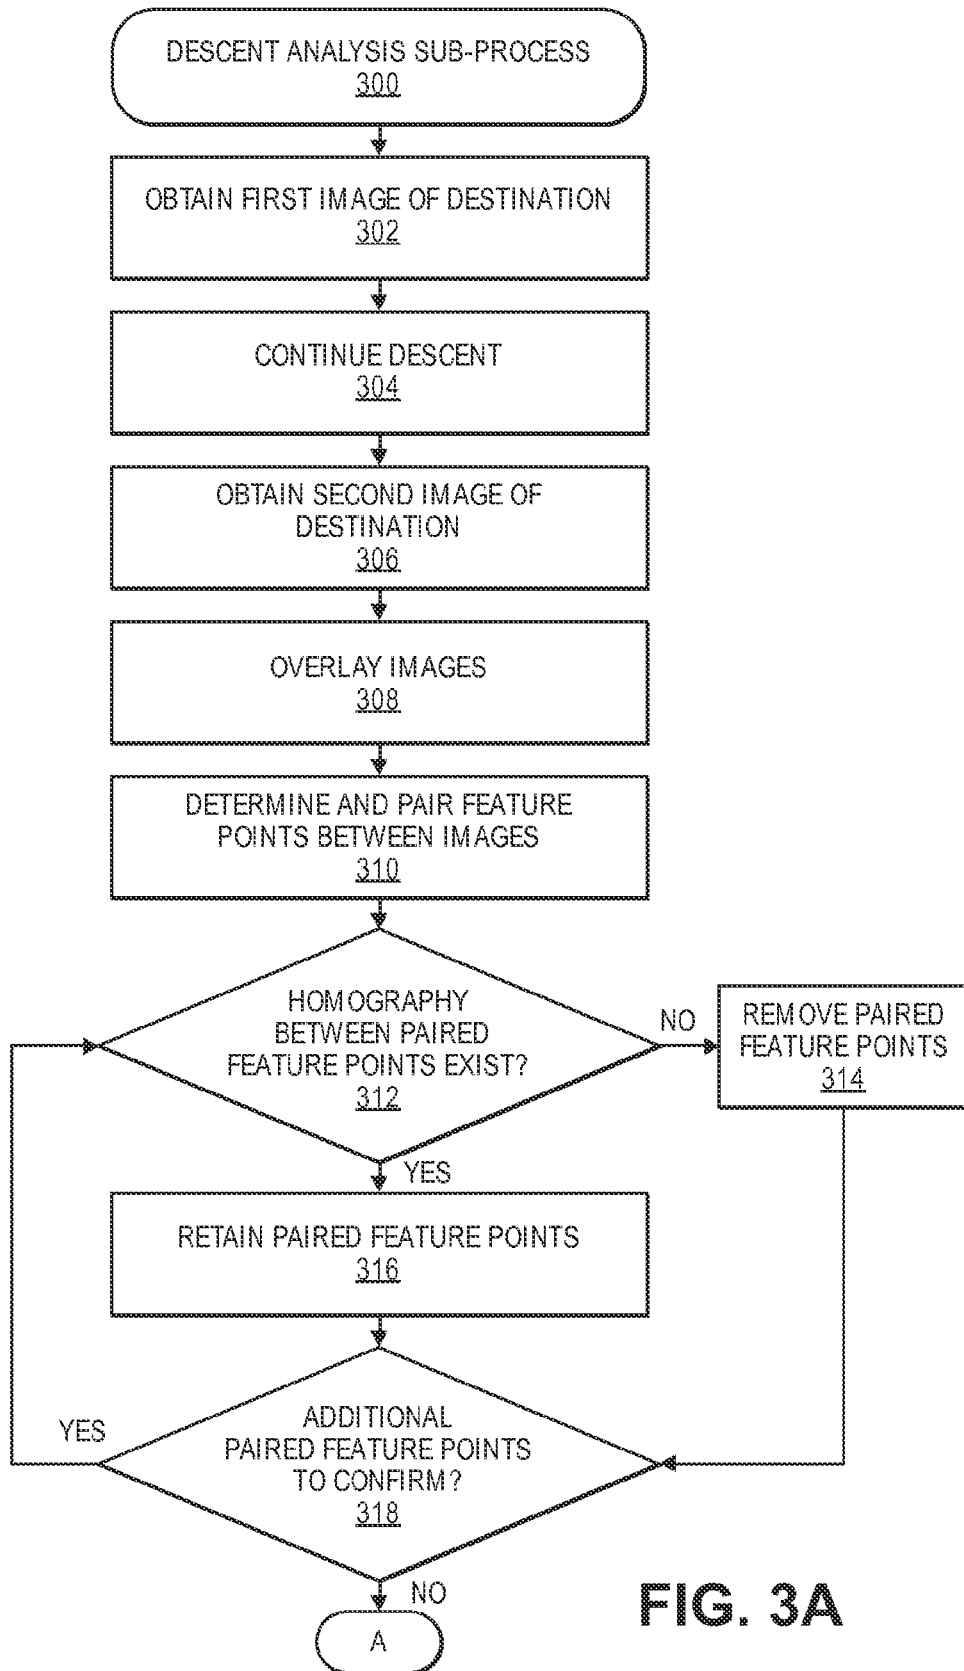 DESCENT ANALYSIS SUB-PROCESS
300
OBTAIN FIRST IMAGE OF DESTINATION
302
CONTINUE DESCENT
304
OBTAIN SECOND IMAGE OF
DESTINATION
306
OVERLAY IMAGES
308
DETERMINE AND PAIR FEATURE
POINTS BETWEEN IMAGES
310
HOMOGRAPHY
BETWEEN PAIRED
FEATURE POINTS EXIST?
312
NO
REMOVE PAIRED
FEATURE POINTS
314
YES
RETAIN PAIRED FEATURE POINTS
316
YES
ADDITIONAL
PAIRED FEATURE POINTS
TO CONFIRM?
318
NO
A
FIG. 3A